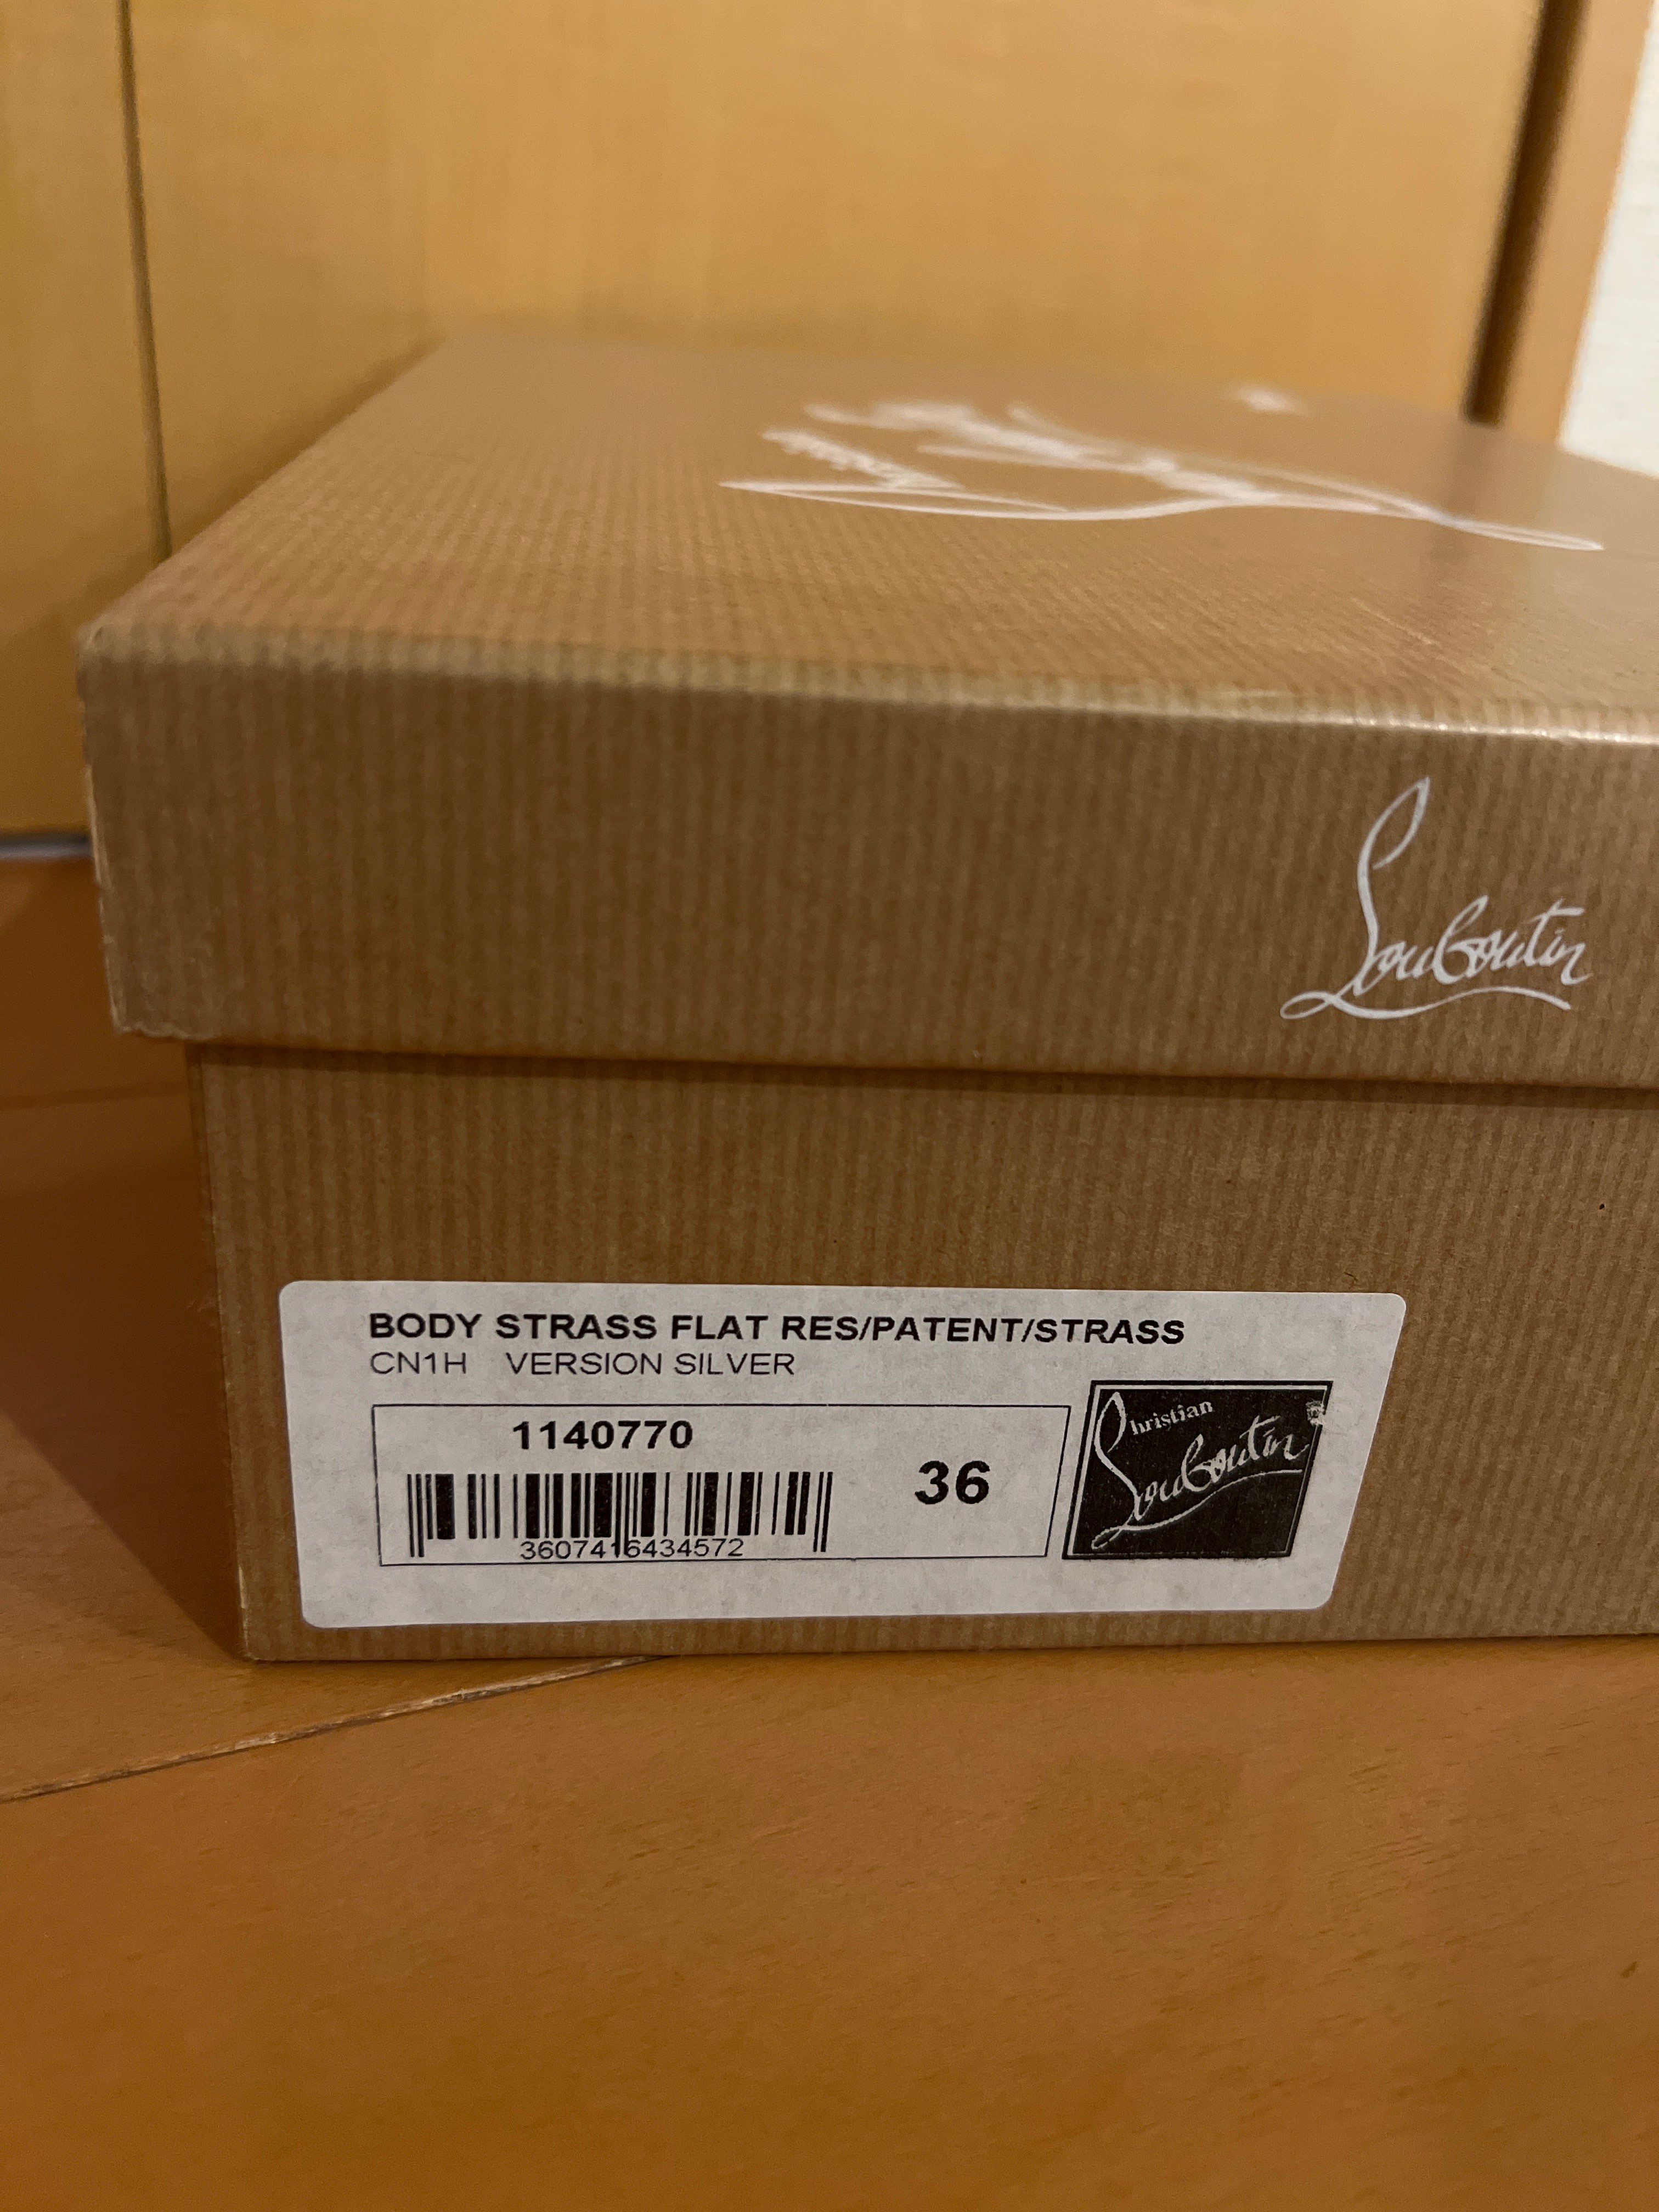 Louboutin
BODY STRASS FLAT RES/PATENT/STRASS
CN1H VERSION SILVER
1140770
36
3607416434572
Christian
Louboutin